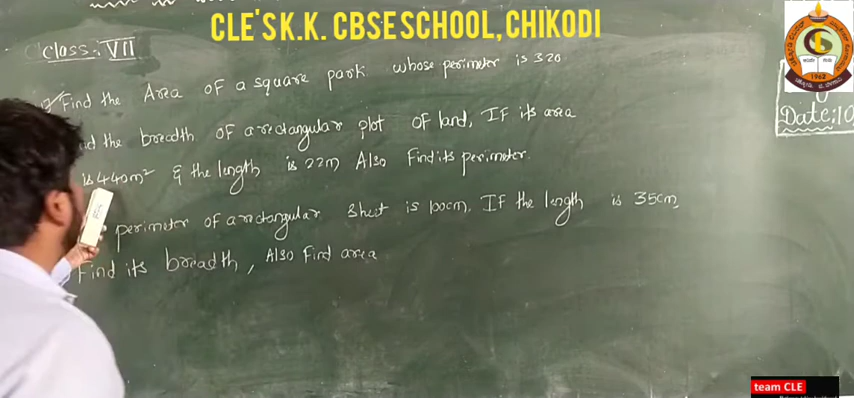 CLE'S K.K. CBSE SCHOOL, CHIKODI
Class: VII
Find the Area of a square park whose perimeter is 320
the breadth of a rectangular plot of land, If its area
is 440m² & the length is 22m Also Find its perimeter.
perimeter of a rectangular sheet is 100cm. If the length is 35cm
Find its breadth, Also Find area
Date:10
1962
team CLE